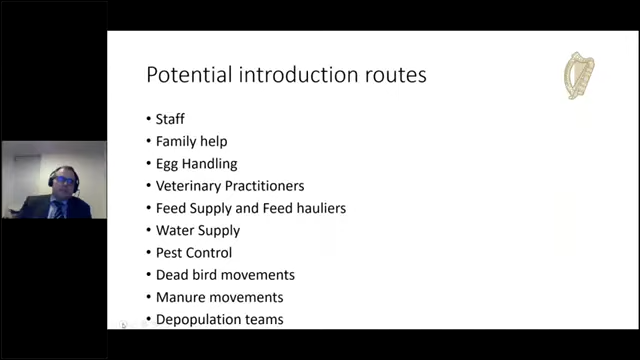 Potential introduction routes
• Staff
• Family help
• Egg Handling
• Veterinary Practitioners
• Feed Supply and Feed hauliers
• Water Supply
• Pest Control
• Dead bird movements
• Manure movements
• Depopulation teams